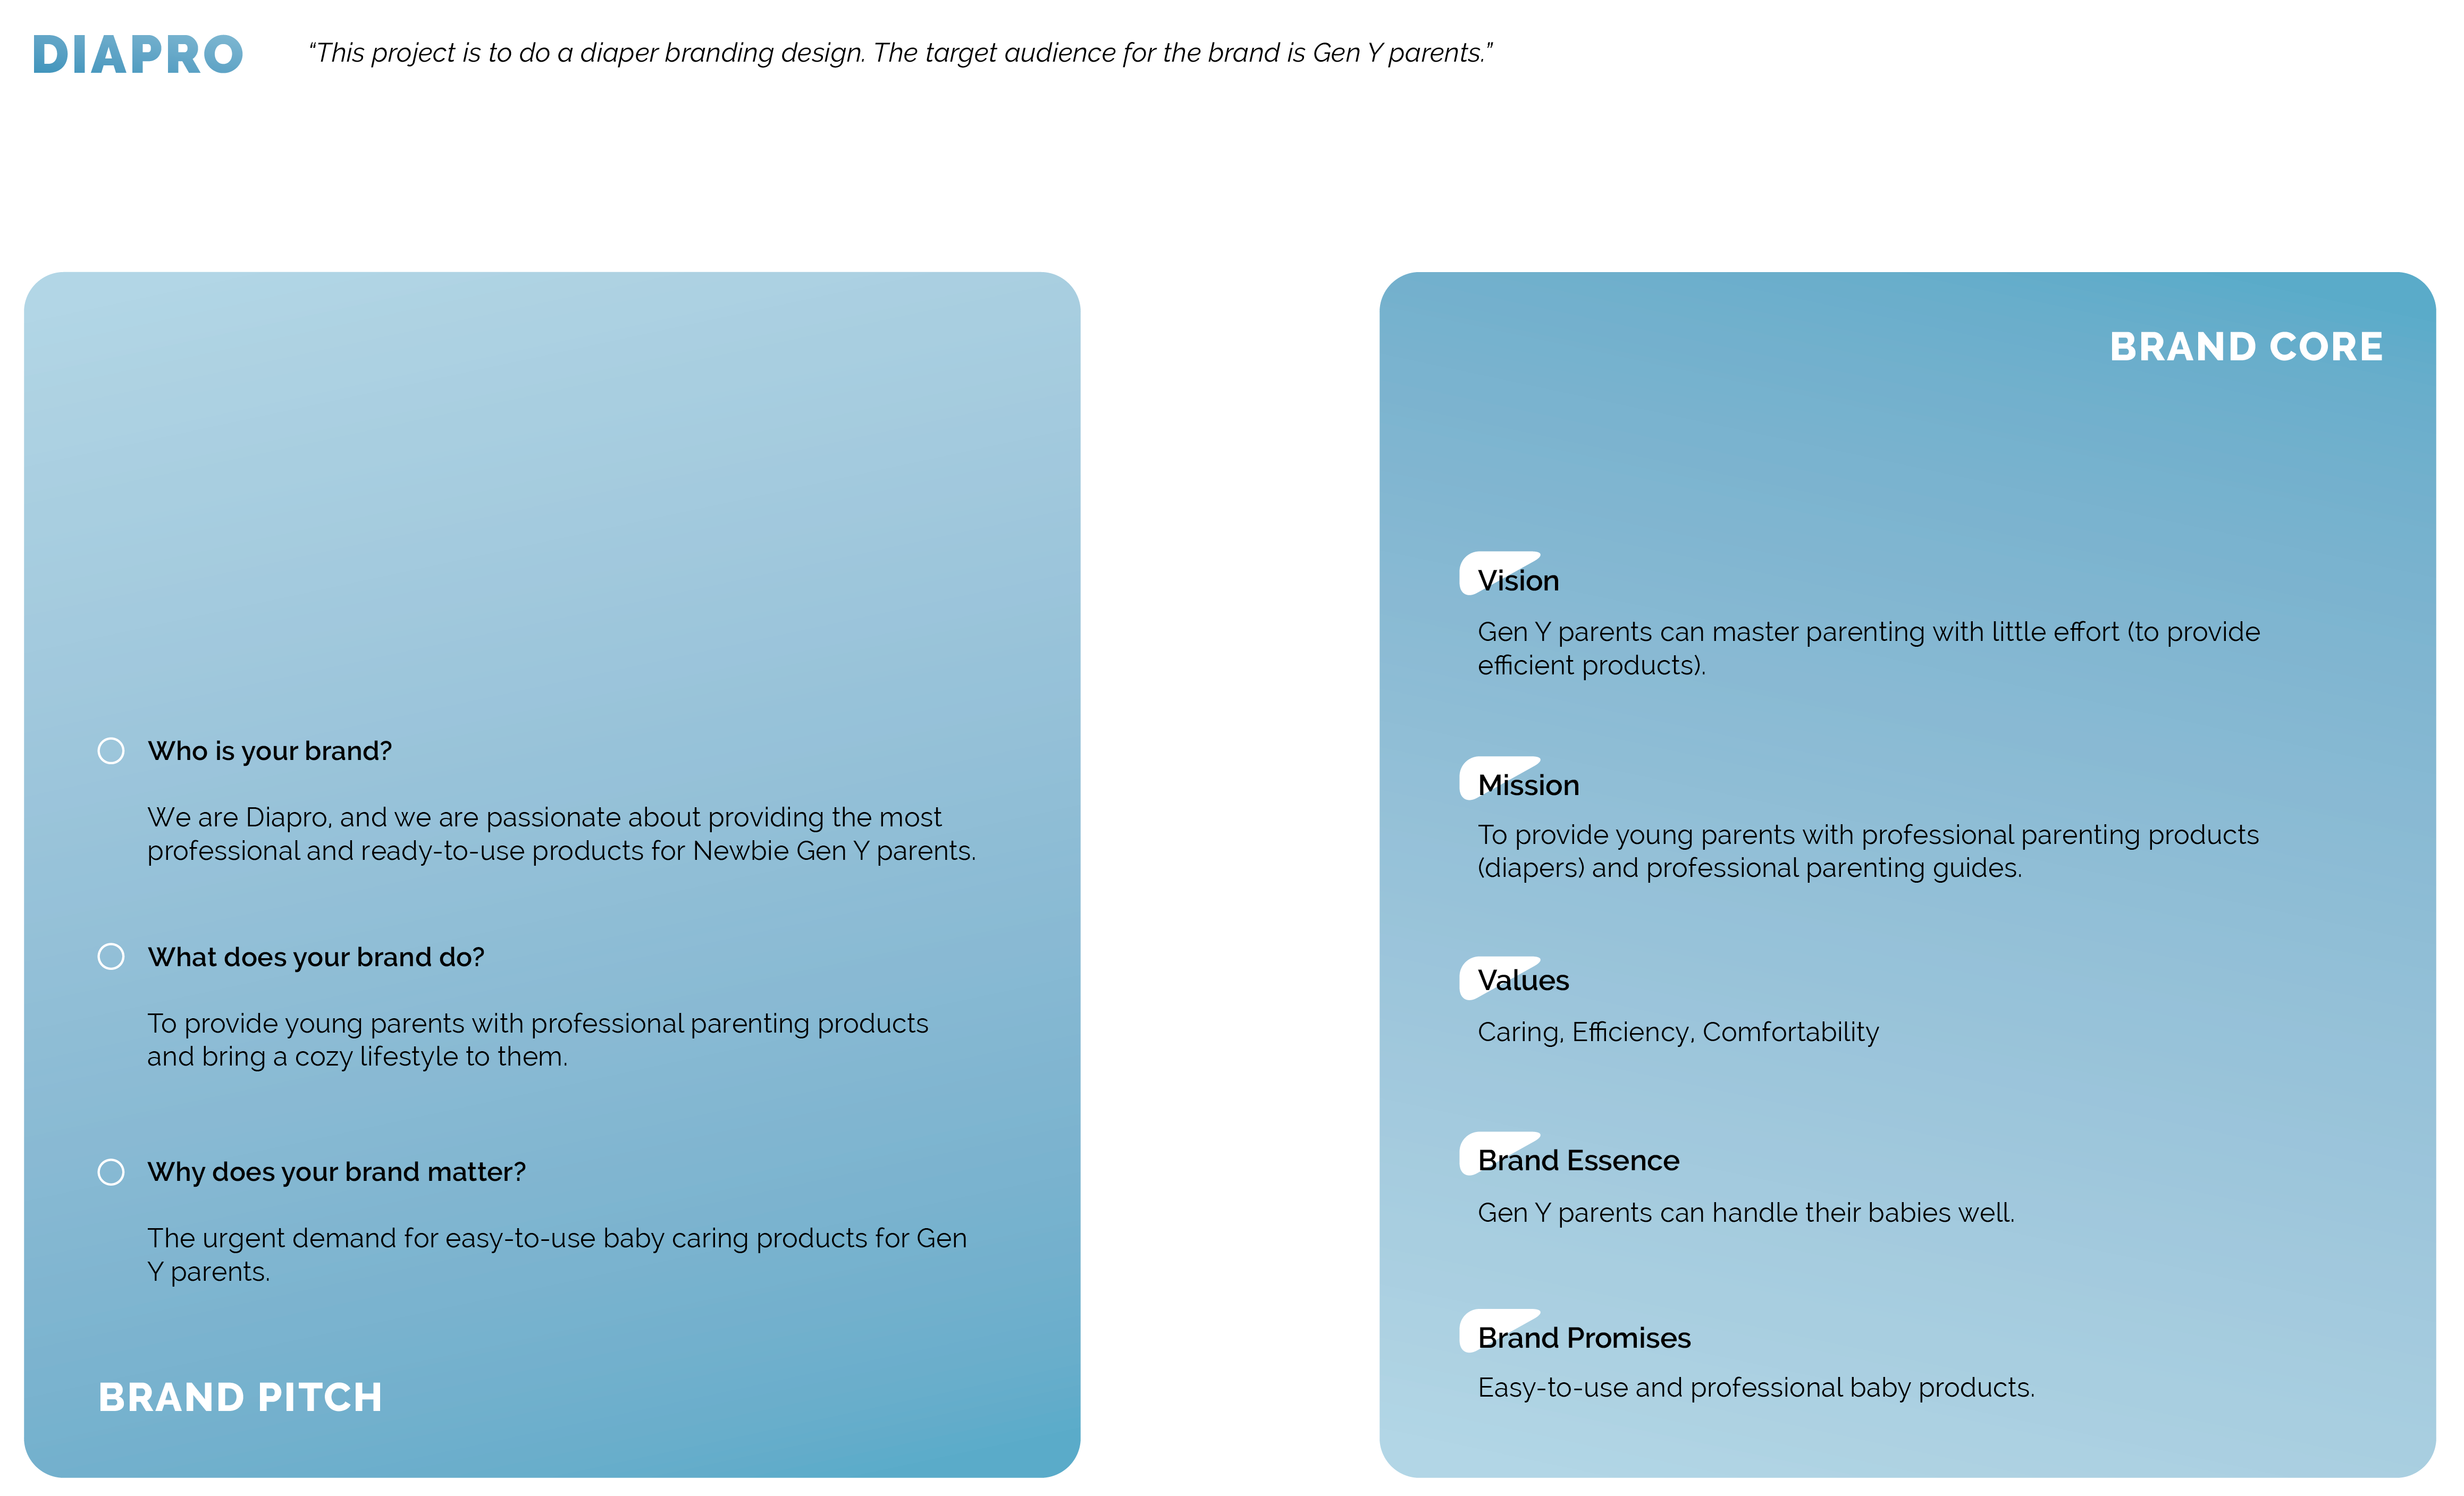 DIAPRO
“This project is to do a diaper branding design. The target audience for the brand is Gen Y parents.”
Who is your brand?
We are Diapro, and we are passionate about providing the most
professional and ready-to-use products for Newbie Gen Y parents.
What does your brand do?
To provide young parents with professional parenting products
and bring a cozy lifestyle to them.
Why does your brand matter?
The urgent demand for easy-to-use baby caring products for Gen
Y parents.
BRAND PITCH
BRAND CORE
Vision
Gen Y parents can master parenting with little effort (to provide
efficient products).
Mission
To provide young parents with professional parenting products
(diapers) and professional parenting guides.
Values
Caring, Efficiency, Comfortability
Brand Essence
Gen Y parents can handle their babies well.
Brand Promises
Easy-to-use and professional baby products.